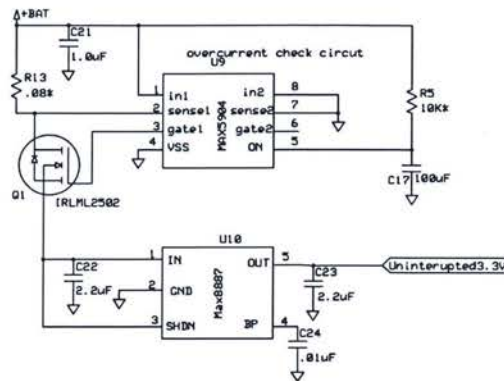 +BAT
C21
1.0uF
overcurrent check circut
U9
R13
.08*
1 in1 in2 8
2 sense1 sense2 7
3 gate1 gate2 6
4 VSS ON 5
MAX5904
R5
10K*
C17 100uF
Q1
IRLML2502
U10
1 IN OUT 5
2 GND
3 SHDN BP 4
Max8887
C22
2.2uF
C23
2.2uF
Uninterupted3.3V
C24
.01uF